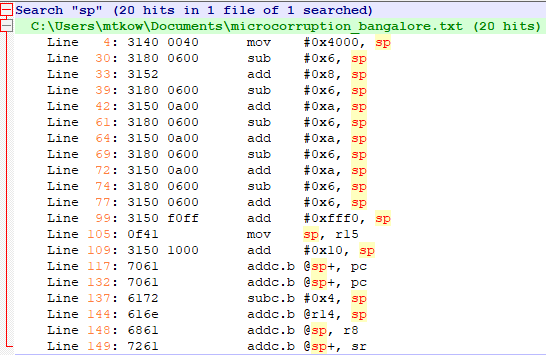 Search "sp" (20 hits in 1 file of 1 searched)
C:\Users\mtkow\Documents\microcorruption_bangalore.txt (20 hits)
Line 4: 3140 0040 mov #0x4000, sp
Line 30: 3180 0600 sub #0x6, sp
Line 33: 3152 add #0x8, sp
Line 39: 3180 0600 sub #0x6, sp
Line 42: 3150 0a00 add #0xa, sp
Line 61: 3180 0600 sub #0x6, sp
Line 64: 3150 0a00 add #0xa, sp
Line 69: 3180 0600 sub #0x6, sp
Line 72: 3150 0a00 add #0xa, sp
Line 74: 3180 0600 sub #0x6, sp
Line 77: 3150 0600 add #0x6, sp
Line 99: 3150 f0ff add #0xfff0, sp
Line 105: 0f41 mov sp, r15
Line 109: 3150 1000 add #0x10, sp
Line 117: 7061 addc.b @sp+, pc
Line 132: 7061 addc.b @sp+, pc
Line 137: 6172 subc.b #0x4, sp
Line 144: 616e addc.b @r14, sp
Line 148: 6861 addc.b @sp, r8
Line 149: 7261 addc.b @sp+, sr